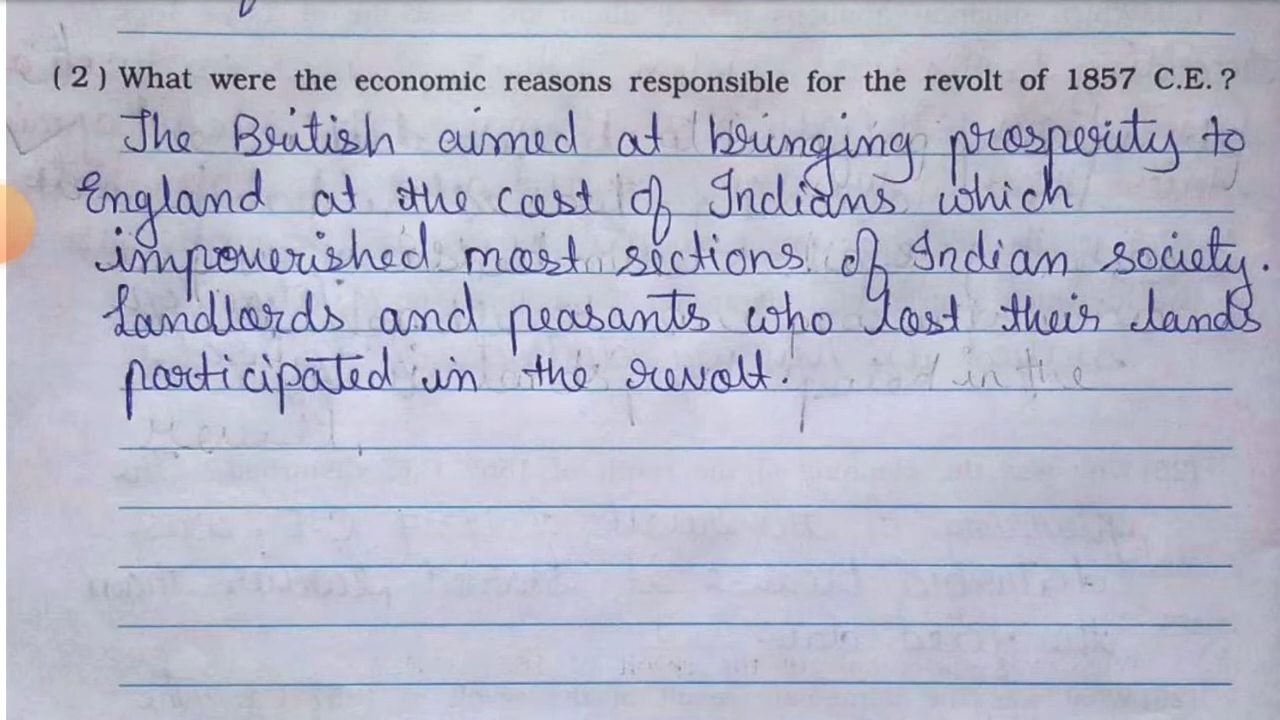 (2) What were the economic reasons responsible for the revolt of 1857 C.E. ?
The British aimed at bringing prosperity to
England at the cost of Indians which
impoverished most sections of Indian society.
Landlords and peasants who lost their lands
participated in the revolt.
in the